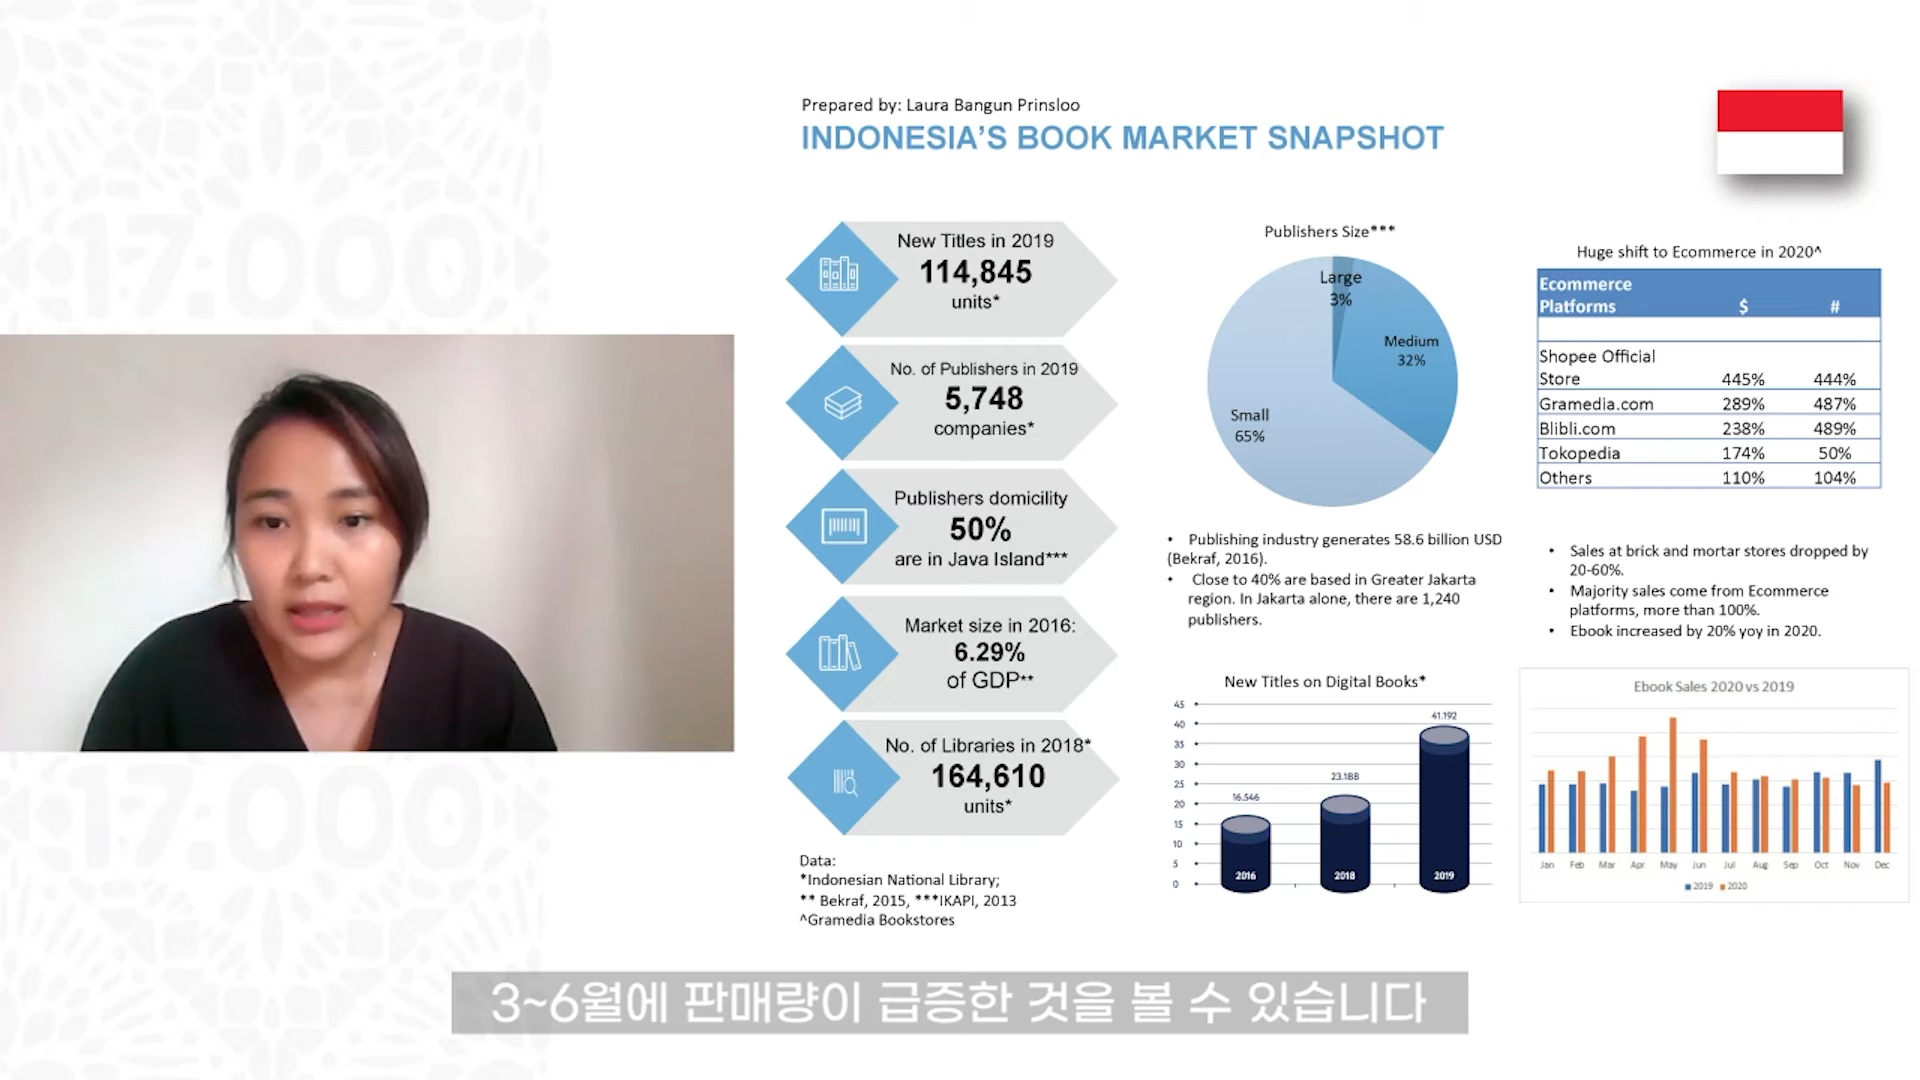 17:000
17:000
Prepared by: Laura Bangun Prinsloo
INDONESIA'S BOOK MARKET SNAPSHOT
New Titles in 2019
114,845
units*
No. of Publishers in 2019
5,748
companies*
Publishers domicility
50%
are in Java Island***
Market size in 2016:
6.29%
of GDP**
No. of Libraries in 2018*
164,610
units*
Data:
*Indonesian National Library;
** Bekraf, 2015, ***IKAPI, 2013
^Gramedia Bookstores
Publishers Size***
Large
3%
Medium
32%
Small
65%
• Publishing industry generates 58.6 billion USD
(Bekraf, 2016).
• Close to 40% are based in Greater Jakarta
region. In Jakarta alone, there are 1,240
publishers.
New Titles on Digital Books*
45
40
35
30
25
20
15
10
5
0
16.546
23.188
41.192
2016
2018
2019
Huge shift to Ecommerce in 2020^
Ecommerce
Platforms $ #
Shopee Official
Store 445% 444%
Gramedia.com 289% 487%
Blibli.com 238% 489%
Tokopedia 174% 50%
Others 110% 104%
• Sales at brick and mortar stores dropped by
20-60%.
• Majority sales come from Ecommerce
platforms, more than 100%.
• Ebook increased by 20% yoy in 2020.
Ebook Sales 2020 vs 2019
Jan Feb Mar Apr May Jun Jul Aug Sep Oct Nov Dec
2019 2020
3~6월에 판매량이 급증한 것을 볼 수 있습니다